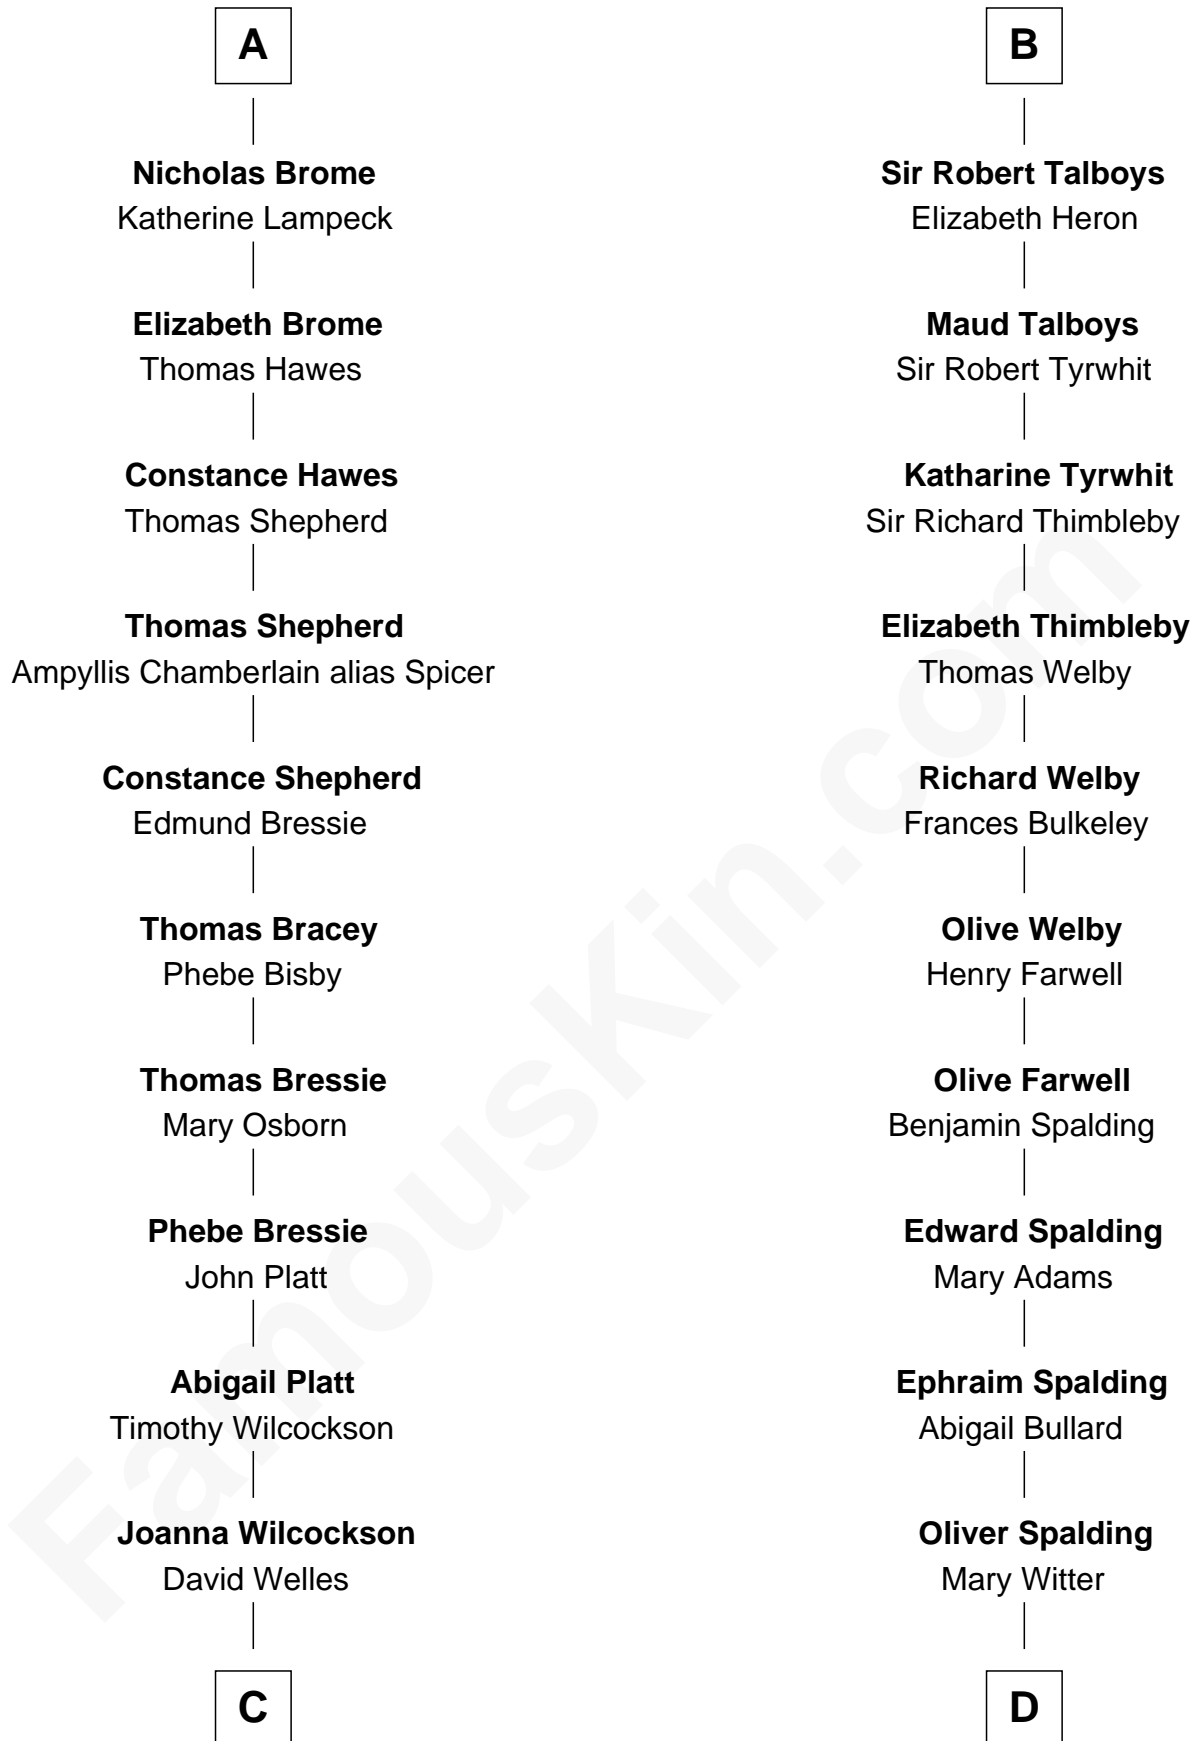 A
Nicholas Brome
Katherine Lampeck
Elizabeth Brome
Thomas Hawes
Constance Hawes
Thomas Shepherd
Thomas Shepherd
Ampyllis Chamberlain alias Spicer
Constance Shepherd
Edmund Bressie
Thomas Bracey
Phebe Bisby
Thomas Bressie
Mary Osborn
Phebe Bressie
John Platt
Abigail Platt
Timothy Wilcockson
Joanna Wilcockson
David Welles
C
B
Sir Robert Talboys
Elizabeth Heron
Maud Talboys
Sir Robert Tyrwhit
Katharine Tyrwhit
Sir Richard Thimbleby
Elizabeth Thimbleby
Thomas Welby
Richard Welby
Frances Bulkeley
Olive Welby
Henry Farwell
Olive Farwell
Benjamin Spalding
Edward Spalding
Mary Adams
Ephraim Spalding
Abigail Bullard
Oliver Spalding
Mary Witter
D
FamousKin.com